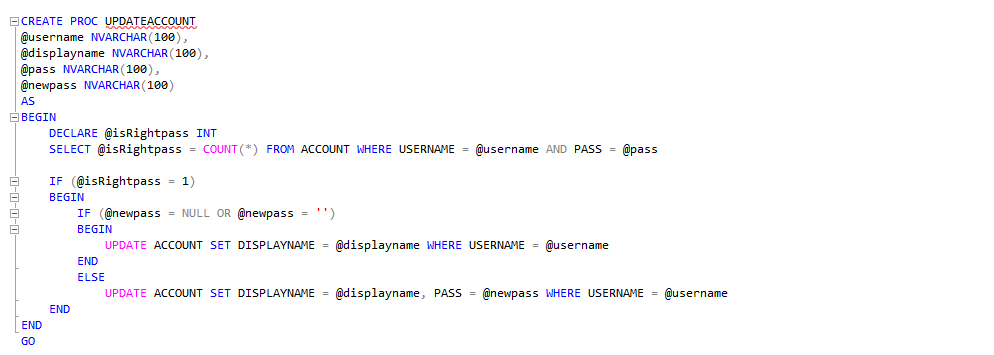 CREATE PROC UPDATEACCOUNT
@username NVARCHAR(100),
@displayname NVARCHAR(100),
@pass NVARCHAR(100),
@newpass NVARCHAR(100)
AS
BEGIN
    DECLARE @isRightpass INT
    SELECT @isRightpass = COUNT(*) FROM ACCOUNT WHERE USERNAME = @username AND PASS = @pass

    IF (@isRightpass = 1)
    BEGIN
        IF (@newpass = NULL OR @newpass = '')
        BEGIN
            UPDATE ACCOUNT SET DISPLAYNAME = @displayname WHERE USERNAME = @username
        END
        ELSE
            UPDATE ACCOUNT SET DISPLAYNAME = @displayname, PASS = @newpass WHERE USERNAME = @username
    END
END
GO